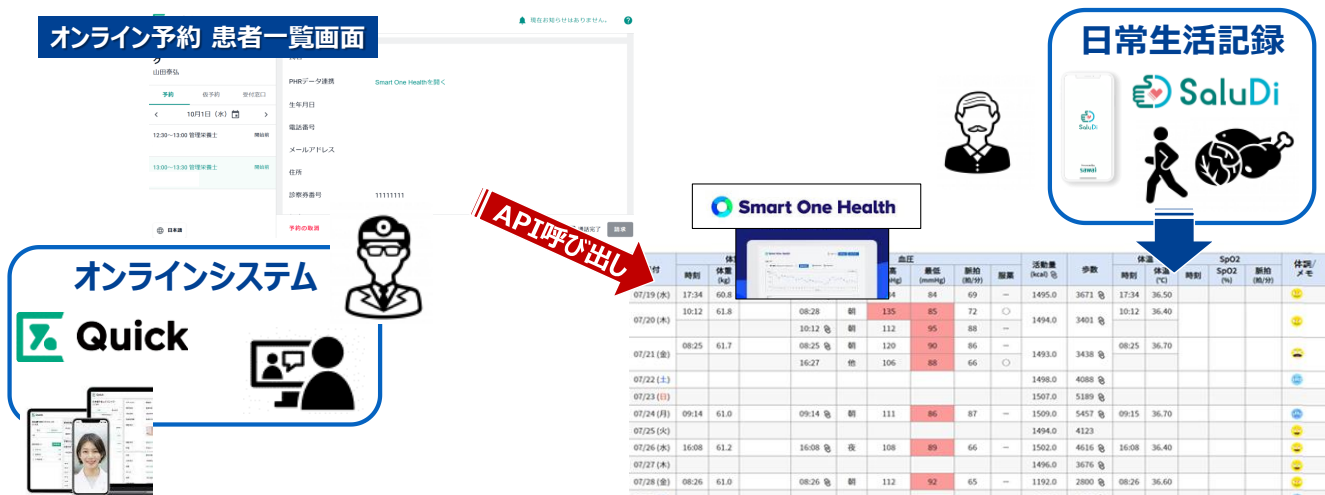 オンライン予約 患者一覧画面
現在お知らせはありません。
ク
山田泰弘
予約 仮予約 受付窓口
10月1日（水）
12:30〜13:00 管理栄養士 開始前
13:00〜13:30 管理栄養士 開始前
日本語
PHRデータ連携 Smart One Healthを開く
生年月日
電話番号
メールアドレス
住所
診察券番号 11111111
予約の取消
請求
API呼び出し
オンラインシステム
Quick
日常生活記録
SaluDi
SaluDi
Smart One Health
血圧 活動量 歩数 SpO2 体調/
時刻 体重 最低 脈拍 服薬 (kcal) 時刻 体温 時刻 SpO2 脈拍 メモ
(kg) (mmHg) (拍/分) (℃) (%) (拍/分)
07/19 (水) 17:34 60.8 84 69 － 1495.0 3671 17:34 36.50
07/20 (木) 10:12 61.8 08:28 朝 135 85 72 ○ 1494.0 3401 10:12 36.40
10:12 朝 112 95 88 －
07/21 (金) 08:25 61.7 08:25 朝 120 90 86 － 1493.0 3438 08:25 36.70
16:27 他 106 88 66 ○
07/22 (土) 1498.0 4088
07/23 (日) 1507.0 5189
07/24 (月) 09:14 61.0 09:14 朝 111 86 87 － 1509.0 5457 09:15 36.70
07/25 (火) 1494.0 4123
07/26 (水) 16:08 61.2 16:08 夜 108 89 66 － 1502.0 4616 16:08 36.40
07/27 (木) 1496.0 3676
07/28 (金) 08:26 61.0 08:26 朝 112 92 65 － 1192.0 2800 08:26 36.60